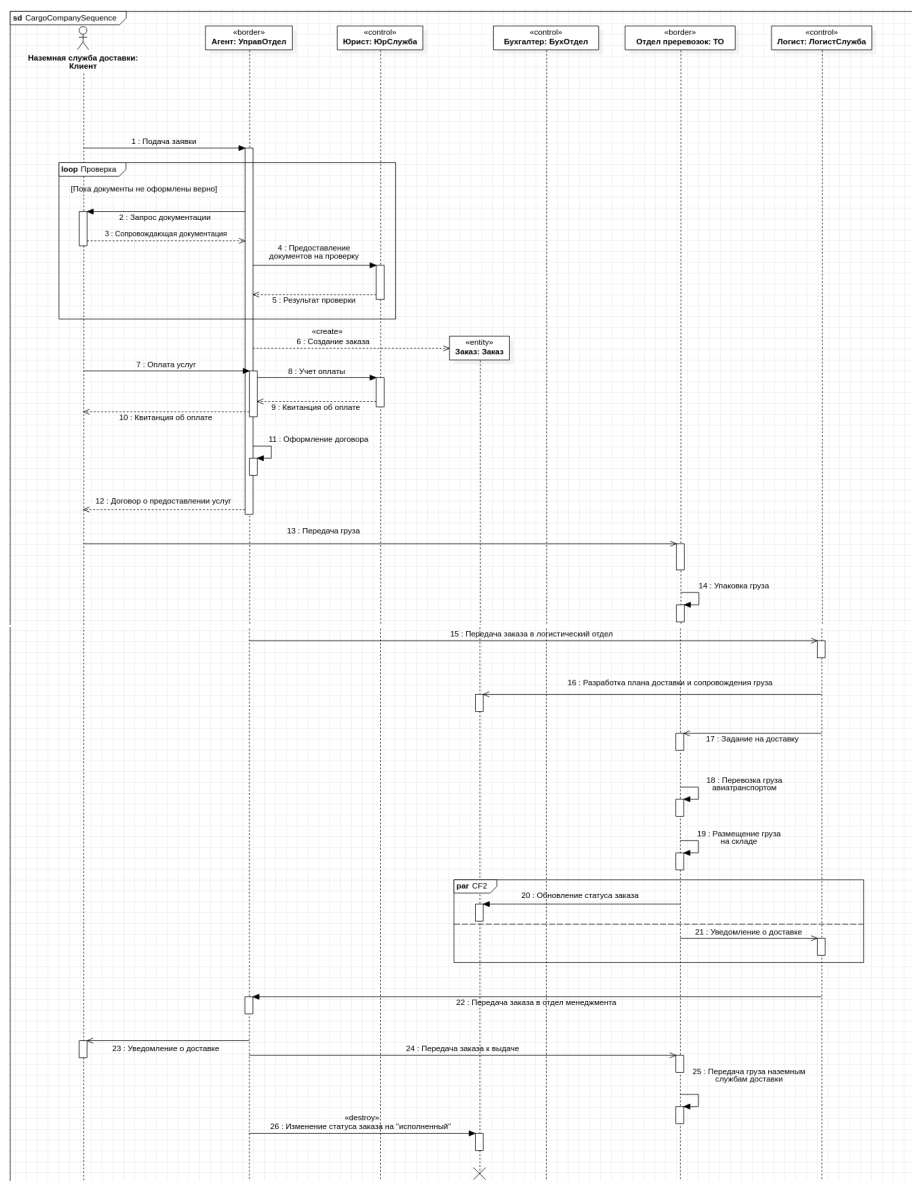 sd CargoCompanySequence
Наземная служба доставки:
Клиент
«border»
Агент: УправОтдел
«control»
Юрист: ЮрСлужба
«control»
Бухгалтер: БухОтдел
«border»
Отдел преревозок: ТО
«control»
Логист: ЛогистСлужба
1 : Подача заявки
loop Проверка
[Пока документы не оформлены верно]
2 : Запрос документации
3 : Сопровождающая документация
4 : Предоставление
документов на проверку
5 : Результат проверки
«create»
6 : Создание заказа
«entity»
Заказ: Заказ
7 : Оплата услуг
8 : Учет оплаты
9 : Квитанция об оплате
10 : Квитанция об оплате
11 : Оформление договора
12 : Договор о предоставлении услуг
13 : Передача груза
14 : Упаковка груза
15 : Передача заказа в логистический отдел
16 : Разработка плана доставки и сопровождения груза
17 : Задание на доставку
18 : Перевозка груза
авиатранспортом
19 : Размещение груза
на складе
par CF2
20 : Обновление статуса заказа
21 : Уведомление о доставке
22 : Передача заказа в отдел менеджмента
23 : Уведомление о доставке
24 : Передача заказа к выдаче
25 : Передача груза наземным
службам доставки
«destroy»
26 : Изменение статуса заказа на "исполненный"